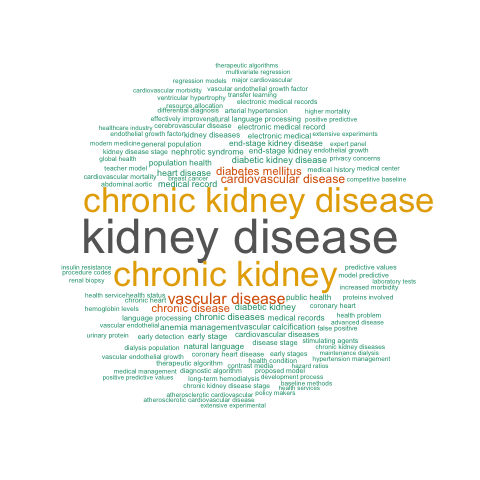 therapeutic algorithms
multivariate regression
regression models major cardiovascular
cardiovascular morbidity vascular endothelial growth factor
ventricular hypertrophy transfer learning
resource allocation electronic medical records
differential diagnosis arterial hypertension higher mortality
effectively improve natural language processing positive predictive
healthcare industry cerebrovascular disease electronic medical record
endothelial growth factor kidney diseases electronic medical extensive experiments
modern medicine general population end-stage kidney disease expert panel
kidney disease stage nephrotic syndrome end-stage kidney endothelial growth
global health population health diabetic kidney disease privacy concerns
teacher model heart disease diabetes mellitus medical history medical center
cardiovascular mortality breast cancer cardiovascular disease competitive baseline
abdominal aortic medical record
chronic kidney disease
kidney disease
chronic kidney
insulin resistance predictive values
procedure codes model predictive
renal biopsy laboratory tests
increased morbidity
health service health status vascular disease public health proteins involved
chronic heart
hemoglobin levels chronic disease diabetic kidney coronary heart
language processing chronic diseases medical records health problem
vascular endothelial anemia management vascular calcification false positive advanced disease
urinary protein early detection early stage cardiovascular diseases
disease stage stimulating agents
dialysis population natural language chronic kidney diseases
vascular endothelial growth coronary heart disease early stages maintenance dialysis
therapeutic algorithm health condition hypertension management
contrast media hazard ratios
medical management diagnostic algorithm proposed model
positive predictive values long-term hemodialysis development process
chronic kidney disease stage baseline methods
health services
atherosclerotic cardiovascular policy makers
atherosclerotic cardiovascular disease
extensive experimental